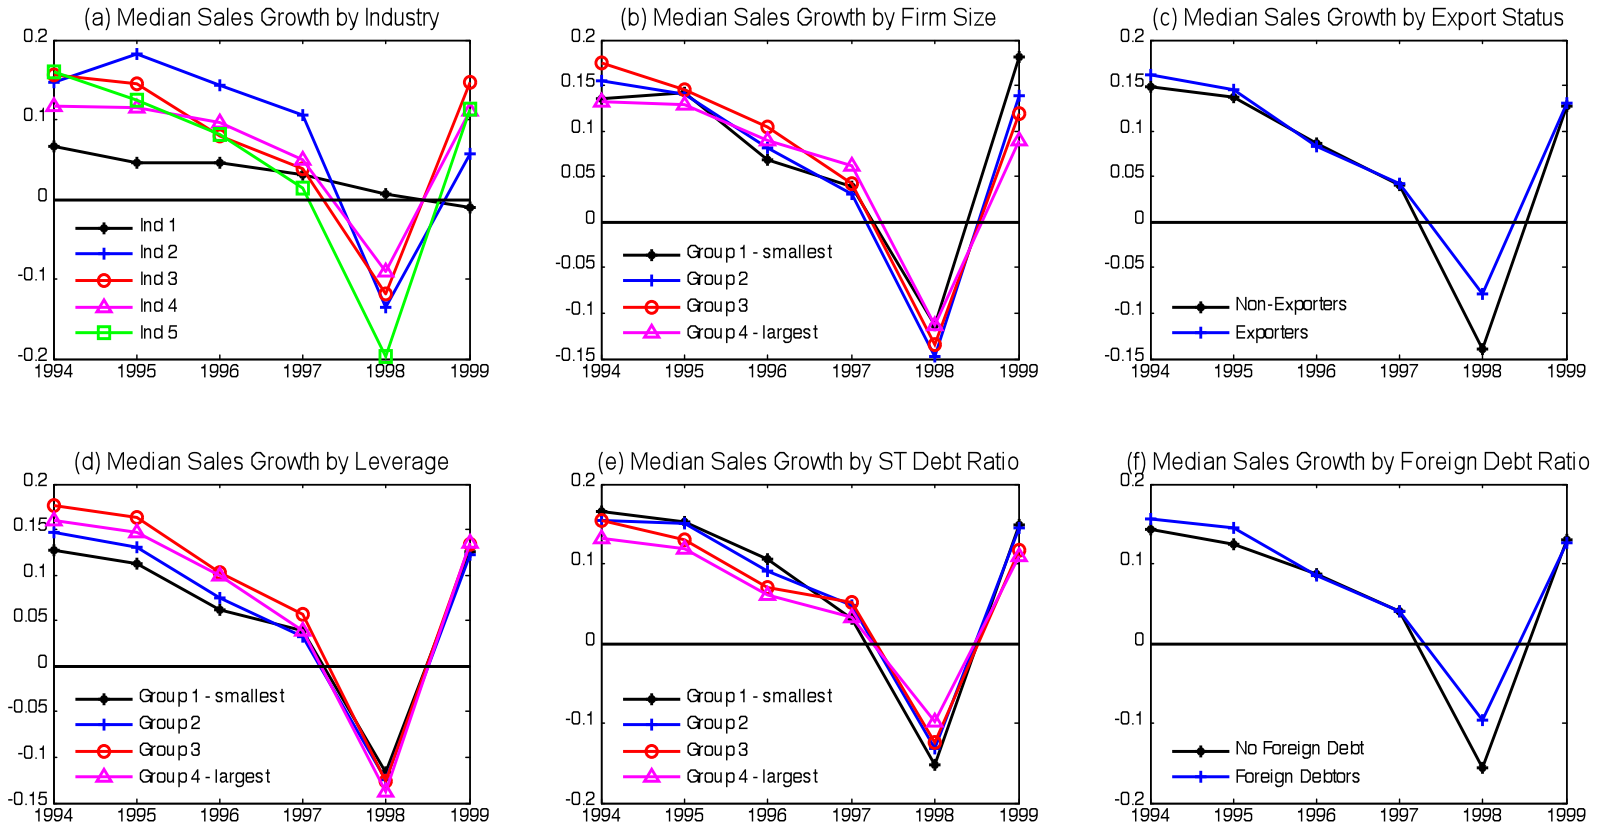 (a) Median Sales Growth by Industry
0.2
0.1
0
-0.1
-0.2
Ind 1
Ind 2
Ind 3
Ind 4
Ind 5
1994 1995 1996 1997 1998 1999
(b) Median Sales Growth by Firm Size
0.2
0.15
0.1
0.05
0
-0.05
-0.1
-0.15
Group 1 - smallest
Group 2
Group 3
Group 4 - largest
1994 1995 1996 1997 1998 1999
(c) Median Sales Growth by Export Status
0.2
0.15
0.1
0.05
0
-0.05
-0.1
-0.15
Non-Exporters
Exporters
1994 1995 1996 1997 1998 1999
(d) Median Sales Growth by Leverage
0.2
0.15
0.1
0.05
0
-0.05
-0.1
-0.15
Group 1 - smallest
Group 2
Group 3
Group 4 - largest
1994 1995 1996 1997 1998 1999
(e) Median Sales Growth by ST Debt Ratio
0.2
0.1
0
-0.1
-0.2
Group 1 - smallest
Group 2
Group 3
Group 4 - largest
1994 1995 1996 1997 1998 1999
(f) Median Sales Growth by Foreign Debt Ratio
0.2
0.1
0
-0.1
-0.2
No Foreign Debt
Foreign Debtors
1994 1995 1996 1997 1998 1999